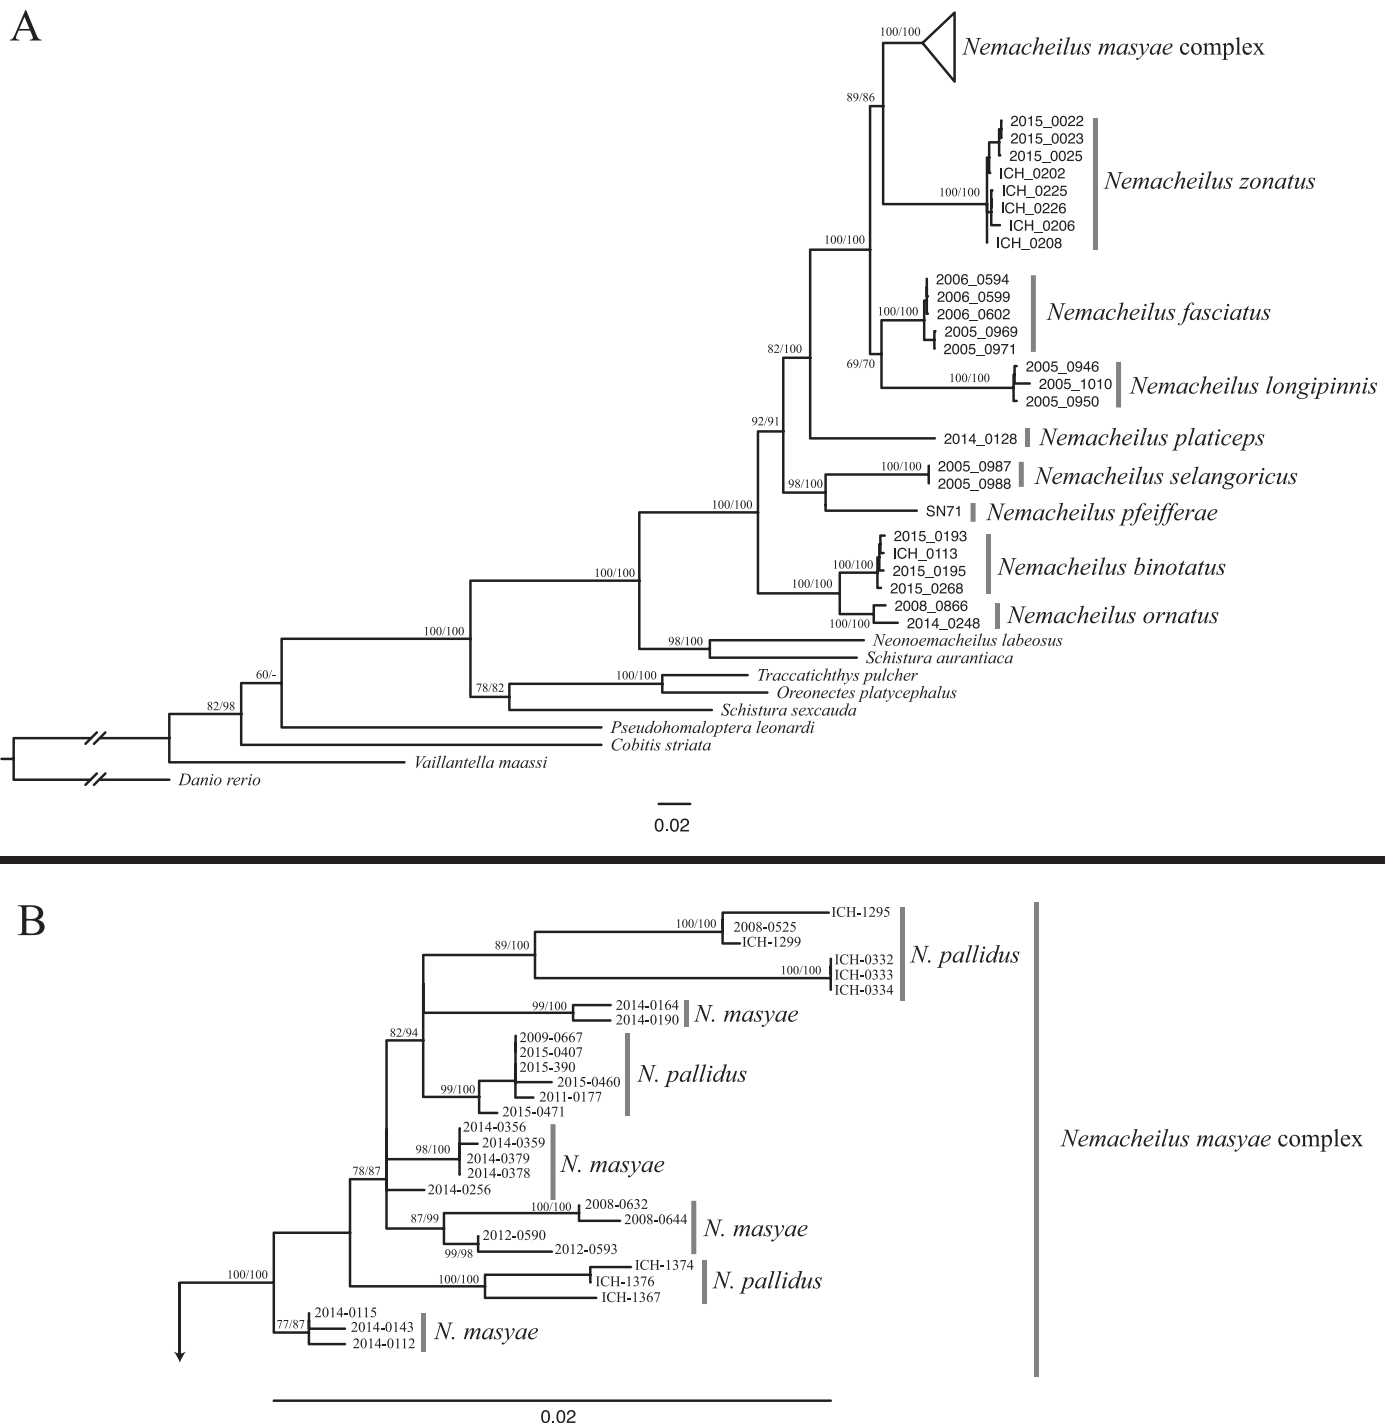 A
100/100
Nemacheilus masyae complex
89/86
2015_0022
2015_0023
2015_0025
ICH_0202
100/100
ICH_0225
ICH_0226
ICH_0206
ICH_0208
Nemacheilus zonatus
100/100
2006_0594
2006_0599
100/100
2006_0602
2005_0969
2005_0971
Nemacheilus fasciatus
82/100
69/70
2005_0946
100/100
2005_1010
2005_0950
Nemacheilus longipinnis
92/91
2014_0128
Nemacheilus platiceps
100/100
2005_0987
2005_0988
Nemacheilus selangoricus
98/100
SN71
Nemacheilus pfeifferae
100/100
2015_0193
ICH_0113
100/100
2015_0195
2015_0268
Nemacheilus binotatus
100/100
2008_0866
100/100
2014_0248
Nemacheilus ornatus
100/100
98/100
Neonoemacheilus labeosus
Schistura aurantiaca
100/100
100/100
Traccatichthys pulcher
Oreonectes platycephalus
78/82
Schistura sexcauda
60/-
Pseudohomaloptera leonardi
82/98
Cobitis striata
Vaillantella maassi
Danio rerio
0.02
B
ICH-1295
100/100
2008-0525
ICH-1299
89/100
ICH-0332
100/100
ICH-0333
ICH-0334
N. pallidus
99/100
2014-0164
2014-0190
N. masyae
82/94
2009-0667
2015-0407
2015-390
2015-0460
99/100
2011-0177
2015-0471
N. pallidus
2014-0356
98/100
2014-0359
2014-0379
2014-0378
2014-0256
N. masyae
Nemacheilus masyae complex
78/87
100/100
2008-0632
2008-0644
87/99
2012-0590
99/98
2012-0593
N. masyae
ICH-1374
100/100
ICH-1376
ICH-1367
N. pallidus
100/100
2014-0115
77/87
2014-0143
2014-0112
N. masyae
0.02